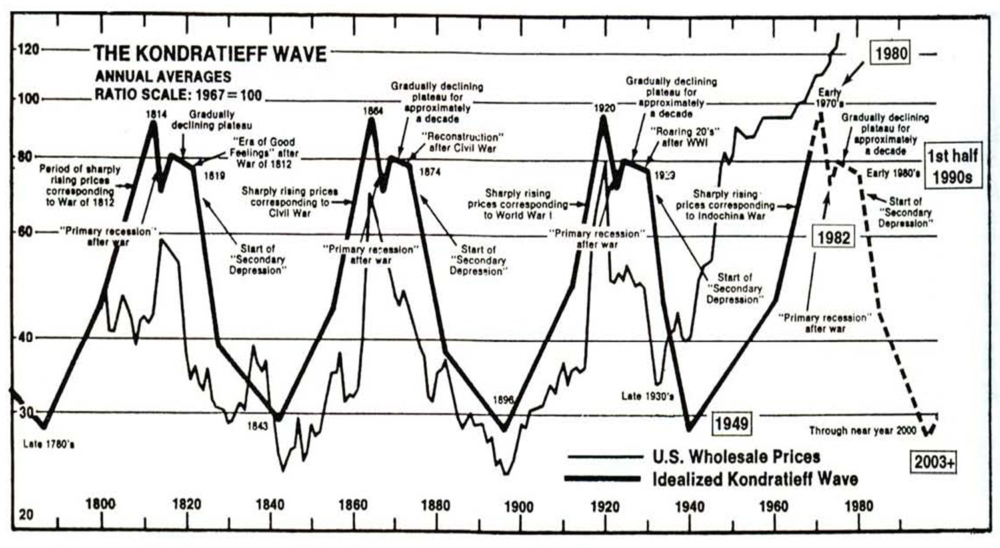 THE KONDRATIEFF WAVE
ANNUAL AVERAGES
RATIO SCALE: 1967 = 100
120
100
80
60
40
30
20
1814
Gradually
declining plateau
"Era of Good
Feelings" after
War of 1812
1819
Period of sharply
rising prices
corresponding
to War of 1812
"Primary recession"
after war
Start of
"Secondary
Depression"
Late 1780's
1843
1864
Gradually declining
plateau for
approximately
a decade
"Reconstruction"
after Civil War
1874
Sharply rising prices
corresponding to
Civil War
"Primary recession"
after war
Start of
"Secondary
Depression"
1896
1920
Gradually declining
plateau for
approximately
a decade
"Roaring 20's"
after WWI
Sharply rising
prices corresponding
to World War I
"Primary recession"
after war
Start of
"Secondary
Depression"
Late 1930's
1949
Sharply rising
prices corresponding
to Indochina War
1980
Early
1970's
Gradually declining
plateau for
approximately
a decade
1st half
1990s
Early 1980's
Start of
"Secondary
Depression"
1982
"Primary recession"
after war
Through near year 2000
2003+
U.S. Wholesale Prices
Idealized Kondratieff Wave
1800
1820
1840
1860
1880
1900
1920
1940
1960
1980